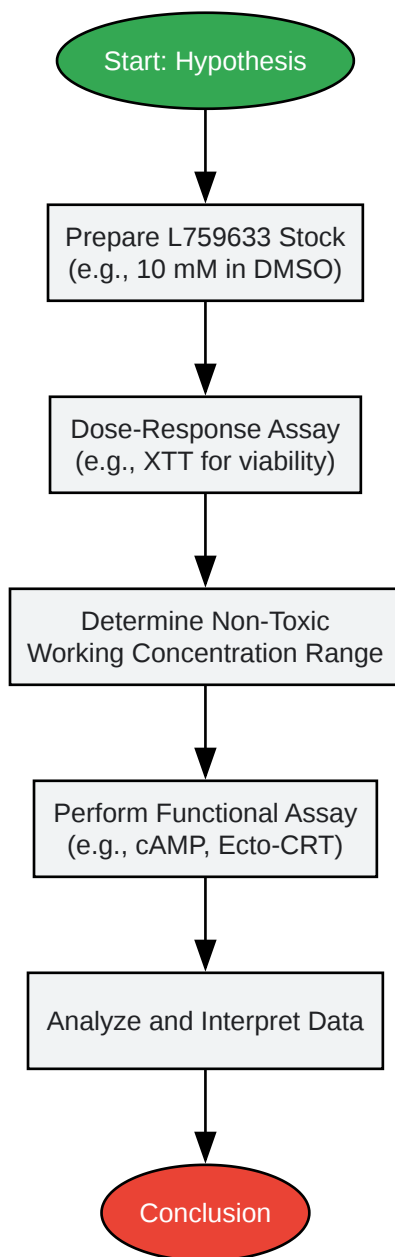 Start: Hypothesis
Prepare L759633 Stock
(e.g., 10 mM in DMSO)
Dose-Response Assay
(e.g., XTT for viability)
Determine Non-Toxic
Working Concentration Range
Perform Functional Assay
(e.g., cAMP, Ecto-CRT)
Analyze and Interpret Data
Conclusion